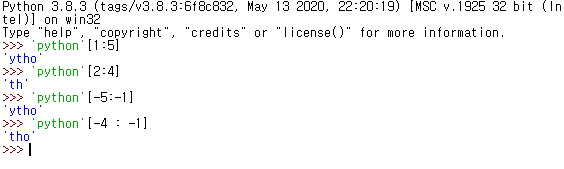 Python 3.8.3 (tags/v3.8.3:6f8c832, May 13 2020, 22:20:19) [MSC v.1925 32 bit (In
tel)] on win32
Type "help", "copyright", "credits" or "license()" for more information.
>>> 'python'[1:5]
'ytho'
>>> 'python'[2:4]
'th'
>>> 'python'[-5:-1]
'ytho'
>>> 'python'[-4 : -1]
'tho'
>>>